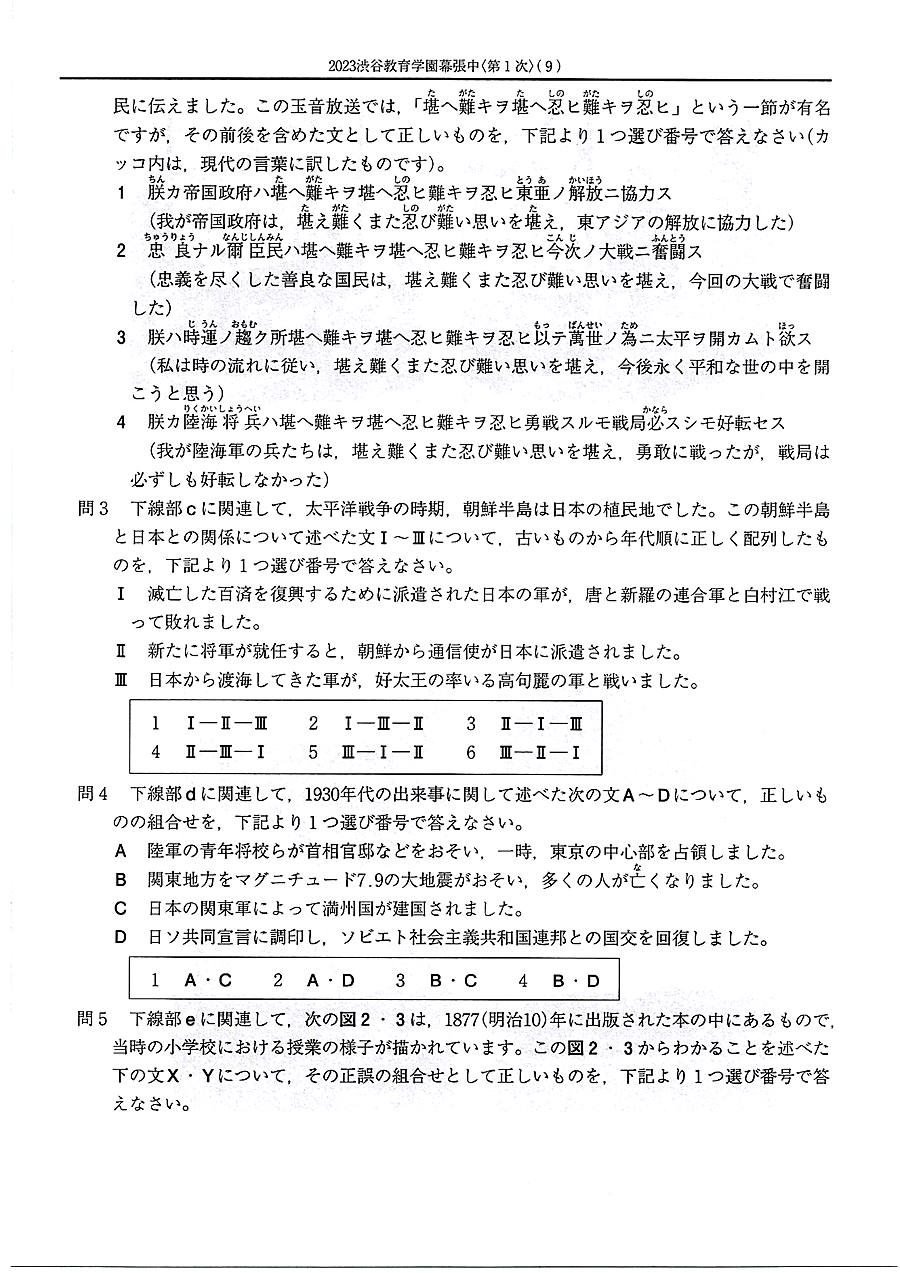 2023渋谷教育学園幕張中〈第1次〉(9)
民に伝えました。この玉音放送では，「堪ヘ難キヲ堪ヘ忍ヒ難キヲ忍ヒ」という一節が有名
ですが，その前後を含めた文として正しいものを，下記より1つ選び番号で答えなさい(カ
ッコ内は，現代の言葉に訳したものです)。
1 朕カ帝国政府ハ堪ヘ難キヲ堪ヘ忍ヒ難キヲ忍ヒ東亜ノ解放ニ協力ス
(我が帝国政府は，堪え難くまた忍び難い思いを堪え，東アジアの解放に協力した)
2 忠良ナル爾臣民ハ堪ヘ難キヲ堪ヘ忍ヒ難キヲ忍ヒ今次ノ大戦ニ奮闘ス
(忠義を尽くした善良な国民は，堪え難くまた忍び難い思いを堪え，今回の大戦で奮闘
した)
3 朕ハ時運ノ趨ク所堪ヘ難キヲ堪ヘ忍ヒ難キヲ忍ヒ以テ萬世ノ為ニ太平ヲ開カムト欲ス
(私は時の流れに従い，堪え難くまた忍び難い思いを堪え，今後永く平和な世の中を開
こうと思う)
4 朕カ陸海将兵ハ堪ヘ難キヲ堪ヘ忍ヒ難キヲ忍ヒ勇戦スルモ戦局必スシモ好転セス
(我が陸海軍の兵たちは，堪え難くまた忍び難い思いを堪え，勇敢に戦ったが，戦局は
必ずしも好転しなかった)
問3 下線部cに関連して，太平洋戦争の時期，朝鮮半島は日本の植民地でした。この朝鮮半島
と日本との関係について述べた文Ⅰ～Ⅲについて，古いものから年代順に正しく配列したも
のを，下記より1つ選び番号で答えなさい。
Ⅰ 滅亡した百済を復興するために派遣された日本の軍が，唐と新羅の連合軍と白村江で戦
って敗れました。
Ⅱ 新たに将軍が就任すると，朝鮮から通信使が日本に派遣されました。
Ⅲ 日本から渡海してきた軍が，好太王の率いる高句麗の軍と戦いました。
1 Ⅰ―Ⅱ―Ⅲ 2 Ⅰ―Ⅲ―Ⅱ 3 Ⅱ―Ⅰ―Ⅲ
4 Ⅱ―Ⅲ―Ⅰ 5 Ⅲ―Ⅰ―Ⅱ 6 Ⅲ―Ⅱ―Ⅰ
問4 下線部dに関連して，1930年代の出来事に関して述べた次の文A～Dについて，正しいも
のの組合せを，下記より1つ選び番号で答えなさい。
A 陸軍の青年将校らが首相官邸などをおそい，一時，東京の中心部を占領しました。
B 関東地方をマグニチュード7.9の大地震がおそい，多くの人が亡くなりました。
C 日本の関東軍によって満州国が建国されました。
D 日ソ共同宣言に調印し，ソビエト社会主義共和国連邦との国交を回復しました。
1 A・C 2 A・D 3 B・C 4 B・D
問5 下線部eに関連して，次の図2・3は，1877(明治10)年に出版された本の中にあるもので，
当時の小学校における授業の様子が描かれています。この図2・3からわかることを述べた
下の文X・Yについて，その正誤の組合せとして正しいものを，下記より1つ選び番号で答
えなさい。